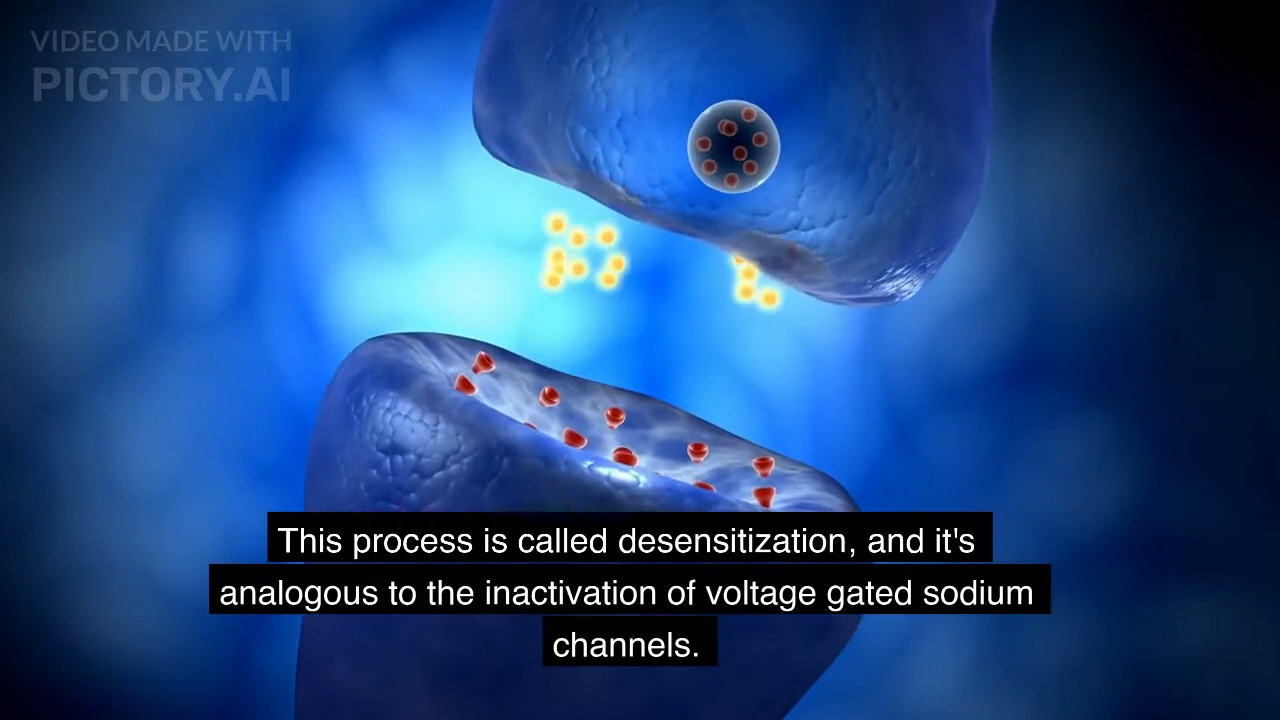 VIDEO MADE WITH
PICTORY.AI
This process is called desensitization, and it's
analogous to the inactivation of voltage gated sodium
channels.